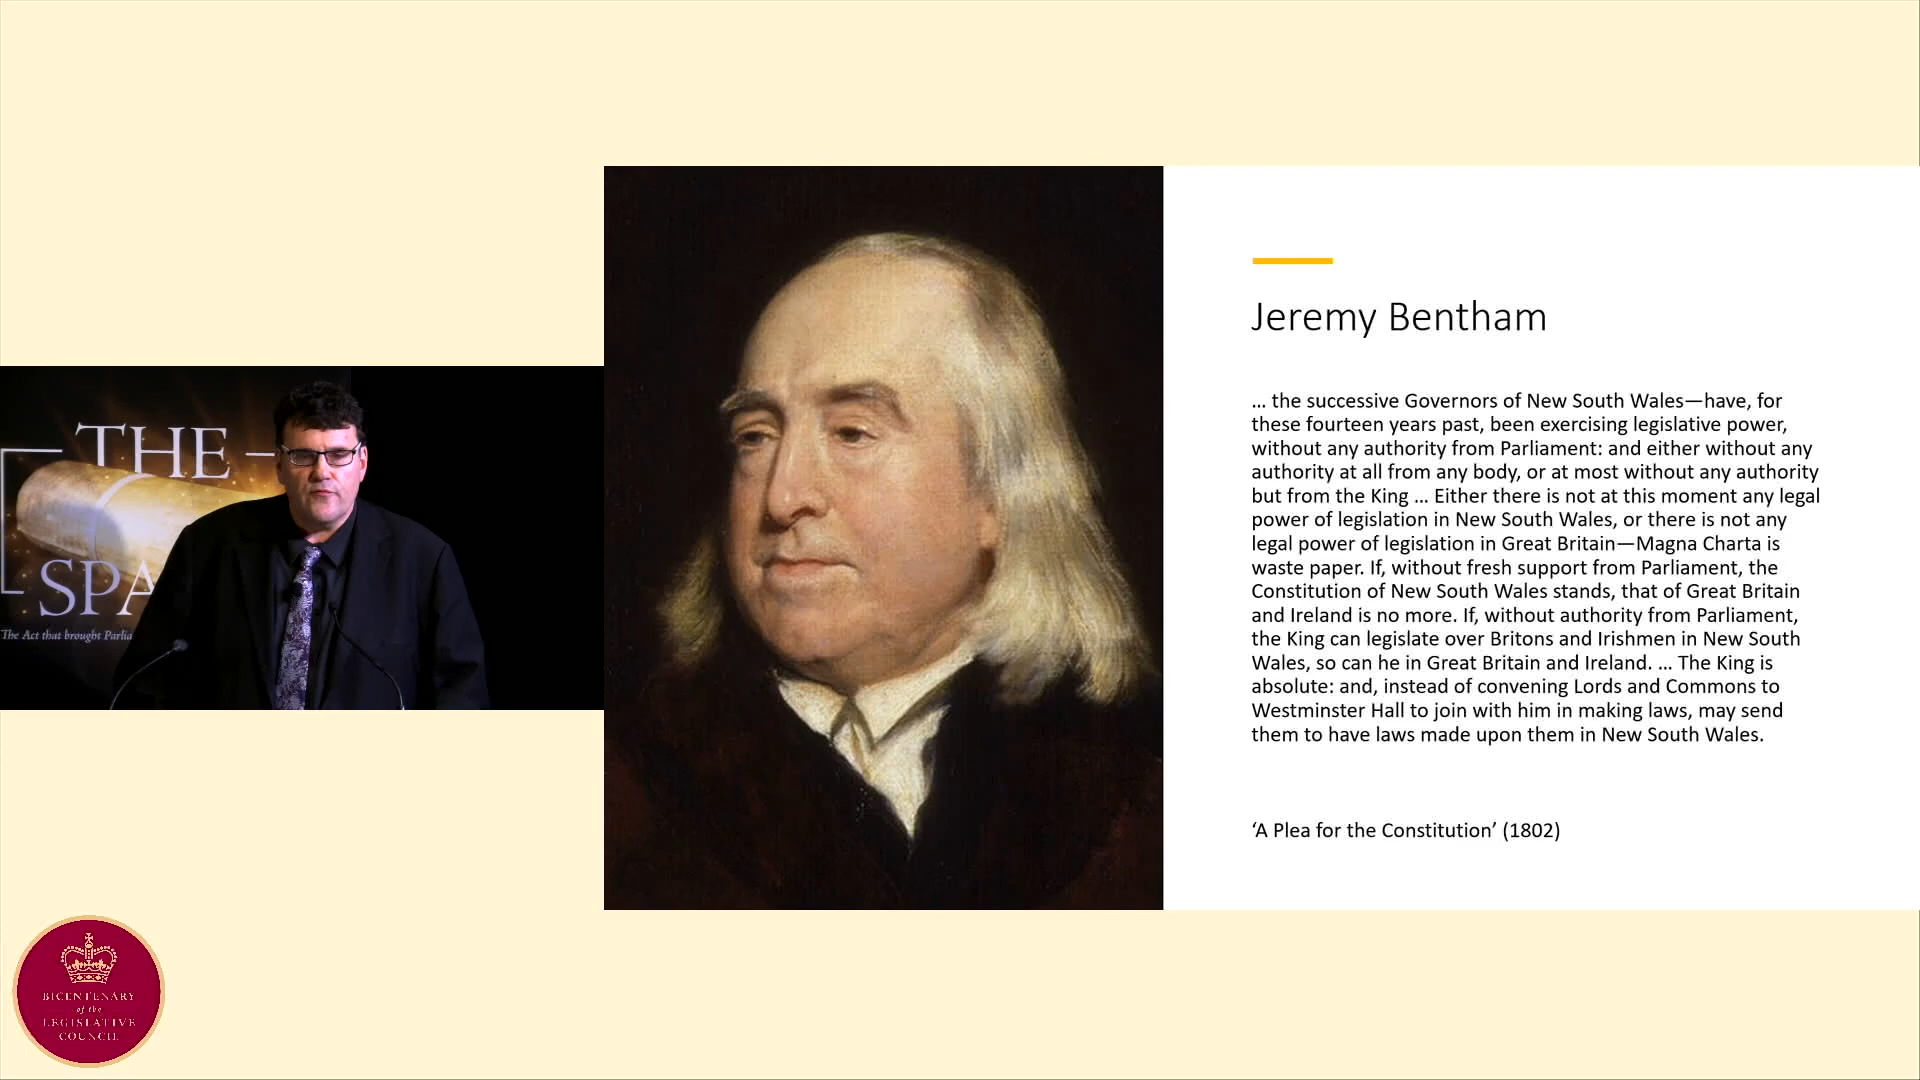 THE
SPA
The Act that brought Parlia
Jeremy Bentham
… the successive Governors of New South Wales—have, for
these fourteen years past, been exercising legislative power,
without any authority from Parliament: and either without any
authority at all from any body, or at most without any authority
but from the King … Either there is not at this moment any legal
power of legislation in New South Wales, or there is not any
legal power of legislation in Great Britain—Magna Charta is
waste paper. If, without fresh support from Parliament, the
Constitution of New South Wales stands, that of Great Britain
and Ireland is no more. If, without authority from Parliament,
the King can legislate over Britons and Irishmen in New South
Wales, so can he in Great Britain and Ireland. … The King is
absolute: and, instead of convening Lords and Commons to
Westminster Hall to join with him in making laws, may send
them to have laws made upon them in New South Wales.
‘A Plea for the Constitution’ (1802)
BICENTENARY
of the
LEGISLATIVE
COUNCIL